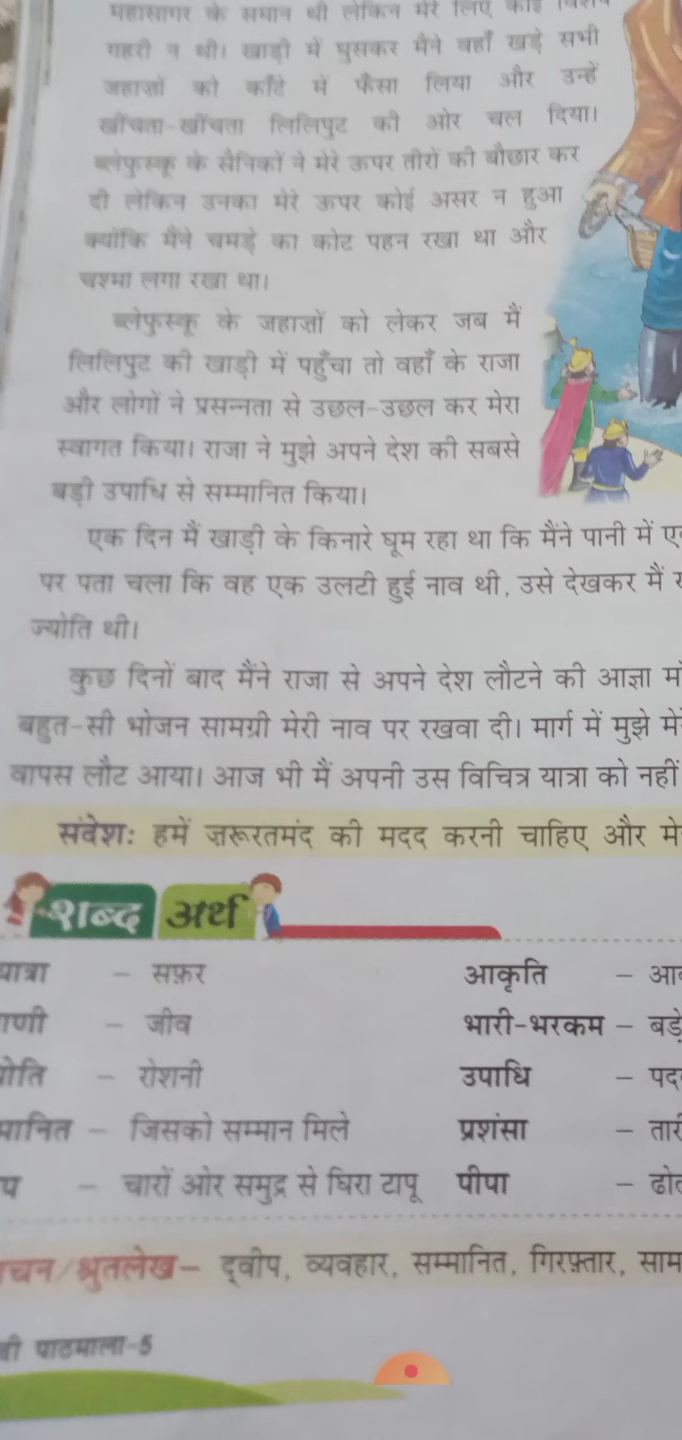 महासागर के समान थी लेकिन मेरे लिए कोई
गहरी न थी। खाड़ी में घुसकर मैंने वहाँ खड़े सभी
जहाज़ों को काँटे में फँसा लिया और उन्हें
खींचता-खींचता लिलिपुट की ओर चल दिया।
ब्लेफुस्कू के सैनिकों ने मेरे ऊपर तीरों की बौछार कर
दी लेकिन उनका मेरे ऊपर कोई असर न हुआ
क्योंकि मैंने चमड़े का कोट पहन रखा था और
चश्मा लगा रखा था।
ब्लेफुस्कू के जहाज़ों को लेकर जब मैं
लिलिपुट की खाड़ी में पहुँचा तो वहाँ के राजा
और लोगों ने प्रसन्नता से उछल-उछल कर मेरा
स्वागत किया। राजा ने मुझे अपने देश की सबसे
बड़ी उपाधि से सम्मानित किया।
एक दिन मैं खाड़ी के किनारे घूम रहा था कि मैंने पानी में
पर पता चला कि वह एक उलटी हुई नाव थी, उसे देखकर मैं
ज्योति थी।
कुछ दिनों बाद मैंने राजा से अपने देश लौटने की आज्ञा
बहुत-सी भोजन सामग्री मेरी नाव पर रखवा दी। मार्ग में मुझे
वापस लौट आया। आज भी मैं अपनी उस विचित्र यात्रा को नहीं
संदेश: हमें ज़रूरतमंद की मदद करनी चाहिए और
शब्द अर्थ
यात्रा – सफ़र आकृति –
– जीव भारी-भरकम – बड़े
– रोशनी उपाधि – पद
– जिसको सम्मान मिले प्रशंसा –
– चारों ओर समुद्र से घिरा टापू पीपा –
श्रुतलेख– द्वीप, व्यवहार, सम्मानित, गिरफ़्तार,
पाठमाला-5